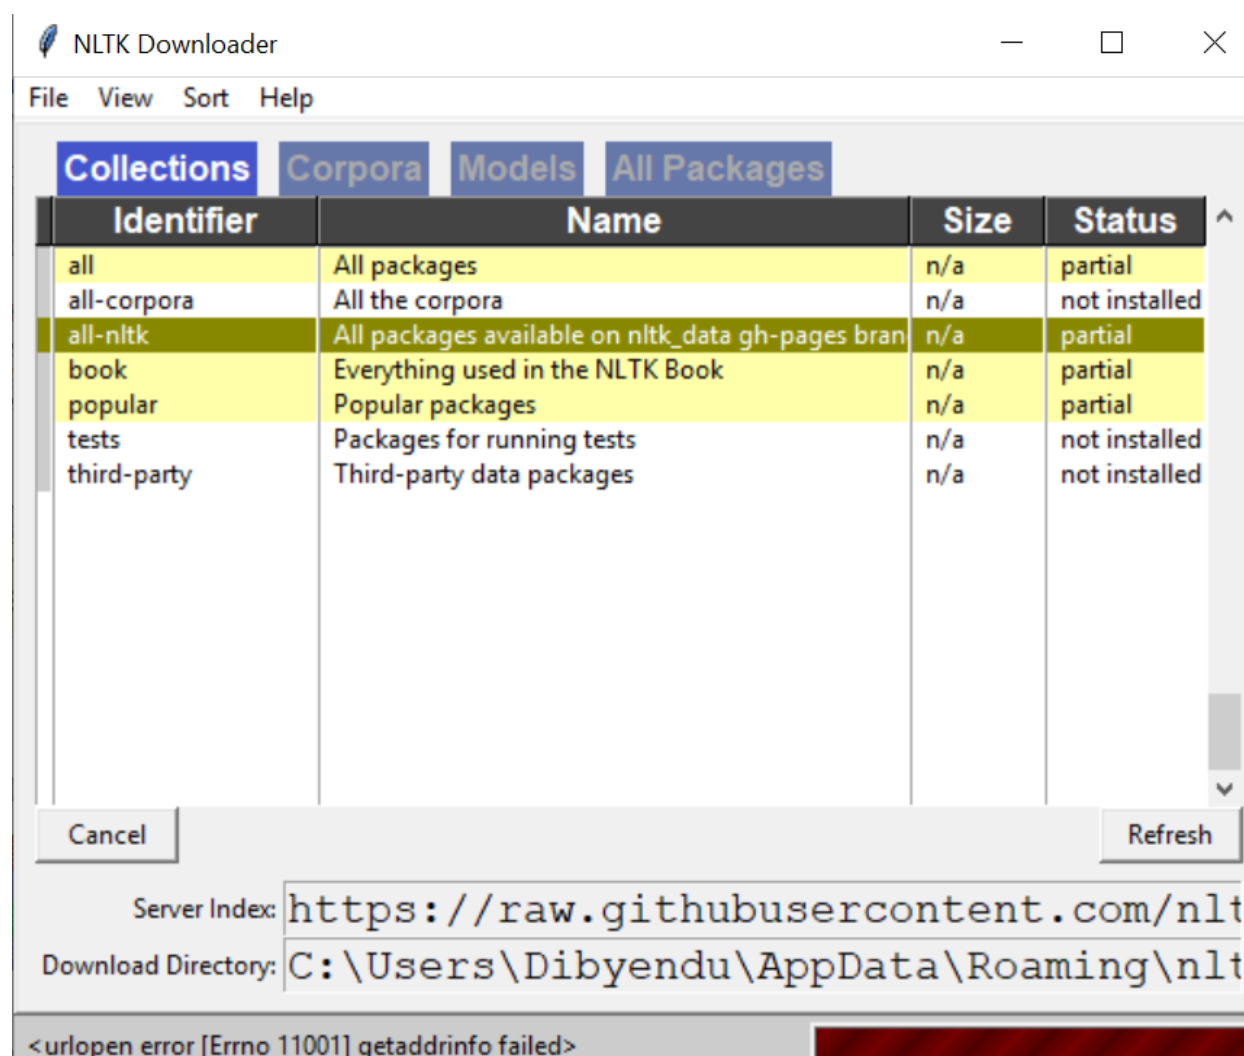 NLTK Downloader
File View Sort Help
Collections Corpora Models All Packages
Identifier Name Size Status
all All packages n/a partial
all-corpora All the corpora n/a not installed
all-nltk All packages available on nltk_data gh-pages bran n/a partial
book Everything used in the NLTK Book n/a partial
popular Popular packages n/a partial
tests Packages for running tests n/a not installed
third-party Third-party data packages n/a not installed
Cancel Refresh
Server Index: https://raw.githubusercontent.com/nlt
Download Directory: C:\Users\Dibyendu\AppData\Roaming\nlt
<urlopen error [Errno 11001] getaddrinfo failed>